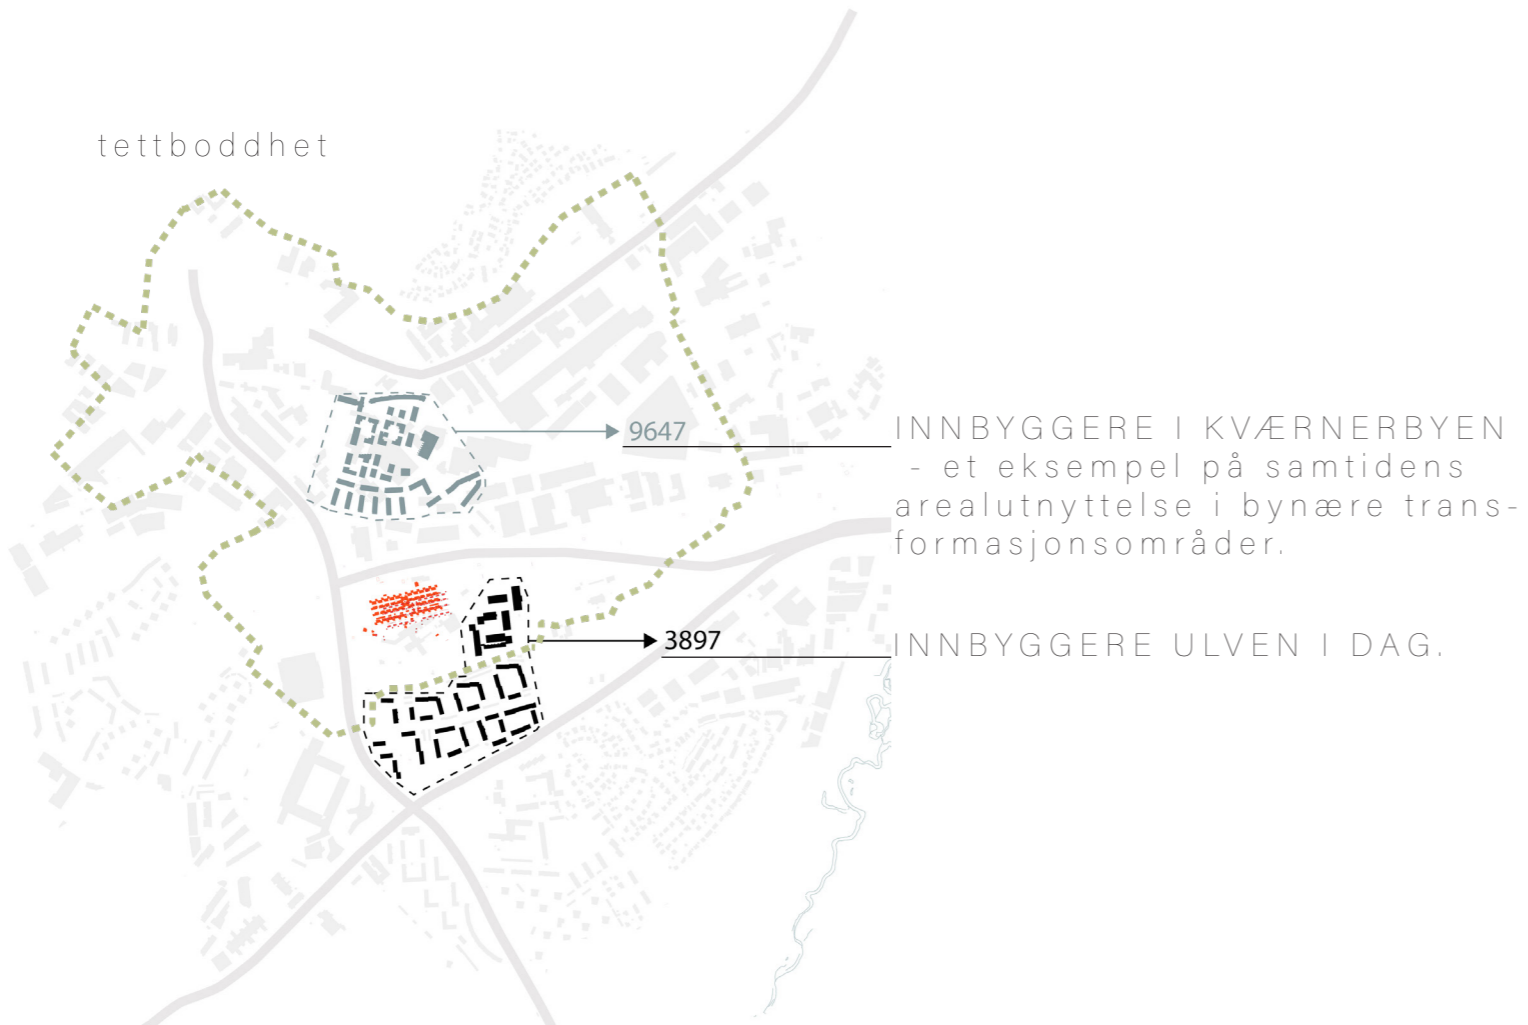 tettboddhet
9647
INNBYGGERE I KVÆRNERBYEN
- et eksempel på samtidens
arealutnyttelse i bynære trans-
formasjonsområder.
3897
INNBYGGERE ULVEN I DAG.